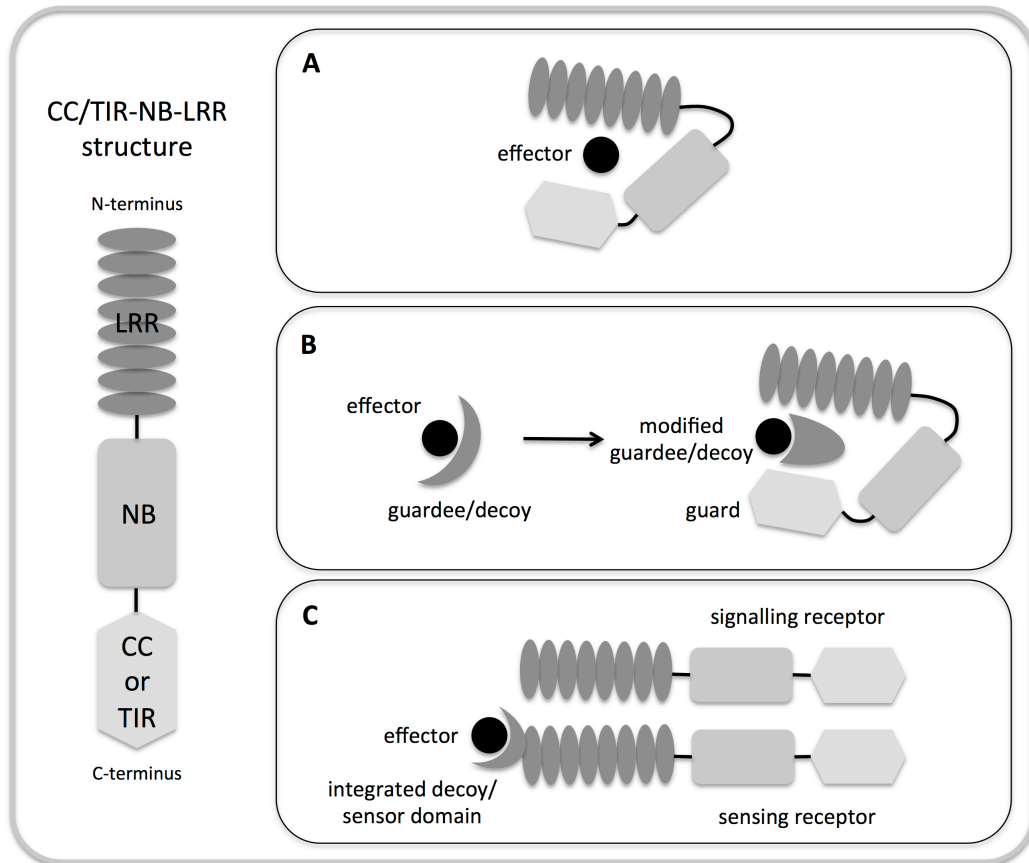 CC/TIR-NB-LRR
structure
N-terminus
LRR
NB
CC
or
TIR
C-terminus
A
effector
B
effector
guardee/decoy
modified
guardee/decoy
guard
C
signalling receptor
effector
integrated decoy/
sensor domain
sensing receptor